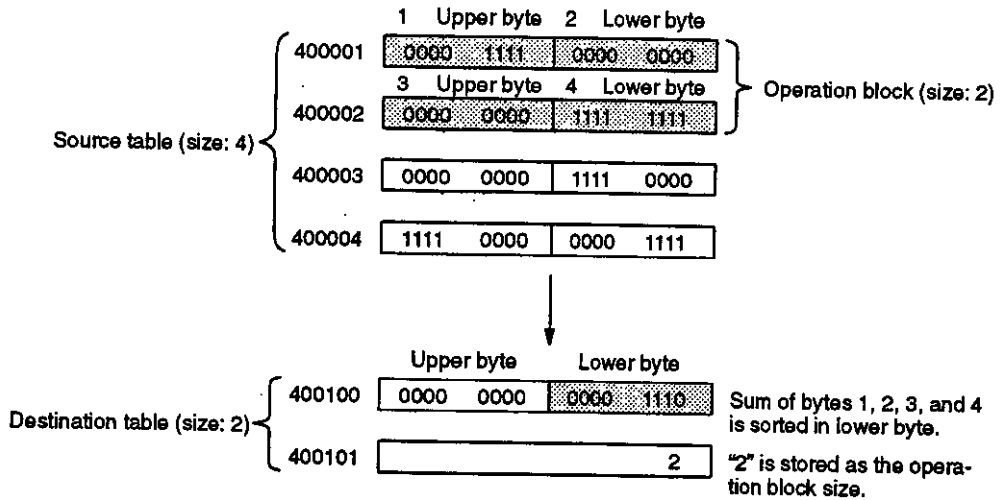 1 Upper byte 2 Lower byte
400001 0000 1111 0000 0000
3 Upper byte 4 Lower byte
Operation block (size: 2)
400002 0000 0000 1111 1111
Source table (size: 4)
400003 0000 0000 1111 0000
400004 1111 0000 0000 1111
Upper byte Lower byte
400100 0000 0000 0000 1110
Sum of bytes 1, 2, 3, and 4
is sorted in lower byte.
Destination table (size: 2)
400101 2
"2" is stored as the opera-
tion block size.